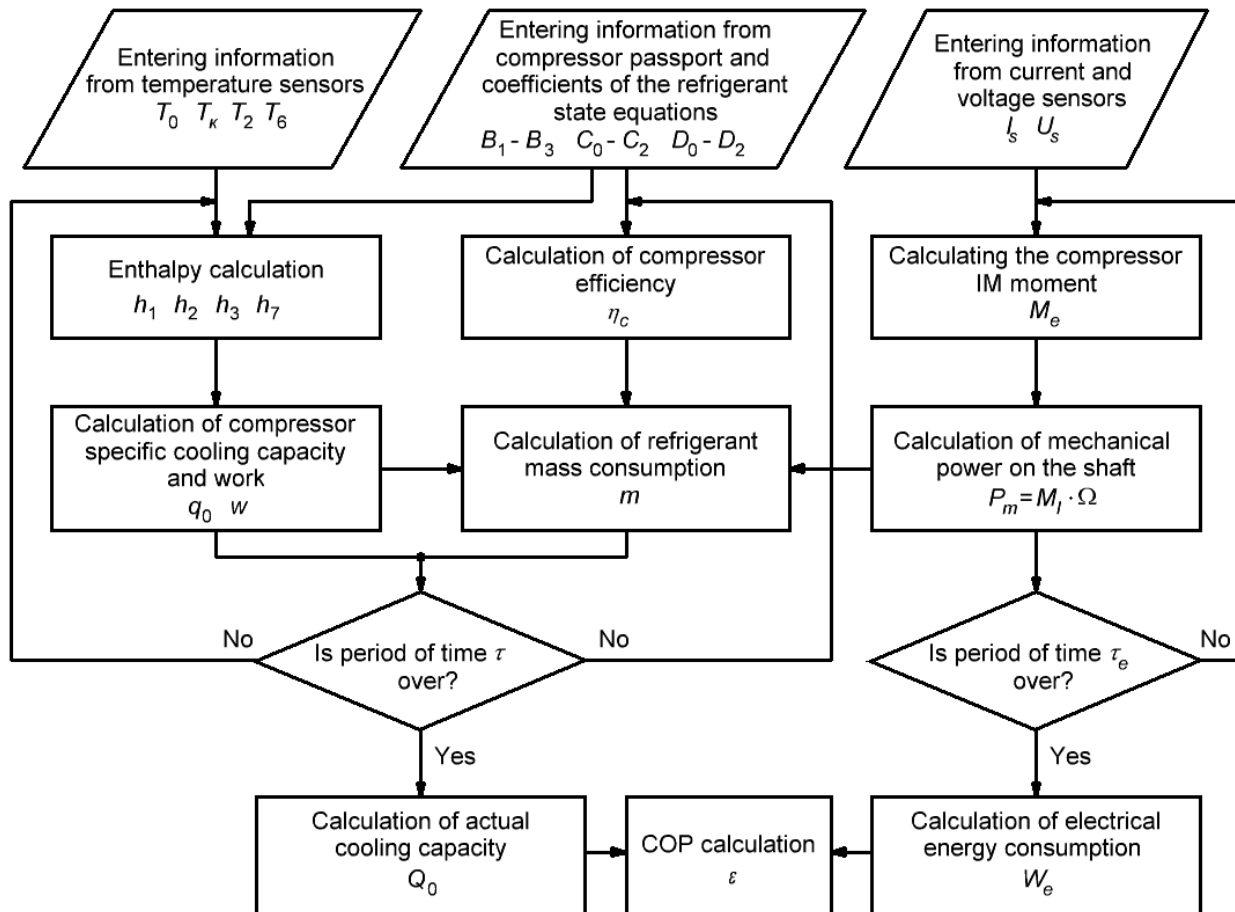 Entering information
from temperature sensors
T₀ Tₖ T₂ T₆
Entering information from
compressor passport and
coefficients of the refrigerant
state equations
B₁ - B₃ C₀ - C₂ D₀ - D₂
Entering information
from current and
voltage sensors
Iₛ Uₛ
Enthalpy calculation
h₁ h₂ h₃ h₇
Calculation of compressor
efficiency
η_c
Calculating the compressor
IM moment
Mₑ
Calculation of compressor
specific cooling capacity
and work
q₀ w
Calculation of refrigerant
mass consumption
m
Calculation of mechanical
power on the shaft
Pₘ = M_l · Ω
No
Is period of time τ
over?
No
Is period of time τₑ
over?
No
Yes
Yes
Calculation of actual
cooling capacity
Q₀
COP calculation
ε
Calculation of electrical
energy consumption
Wₑ